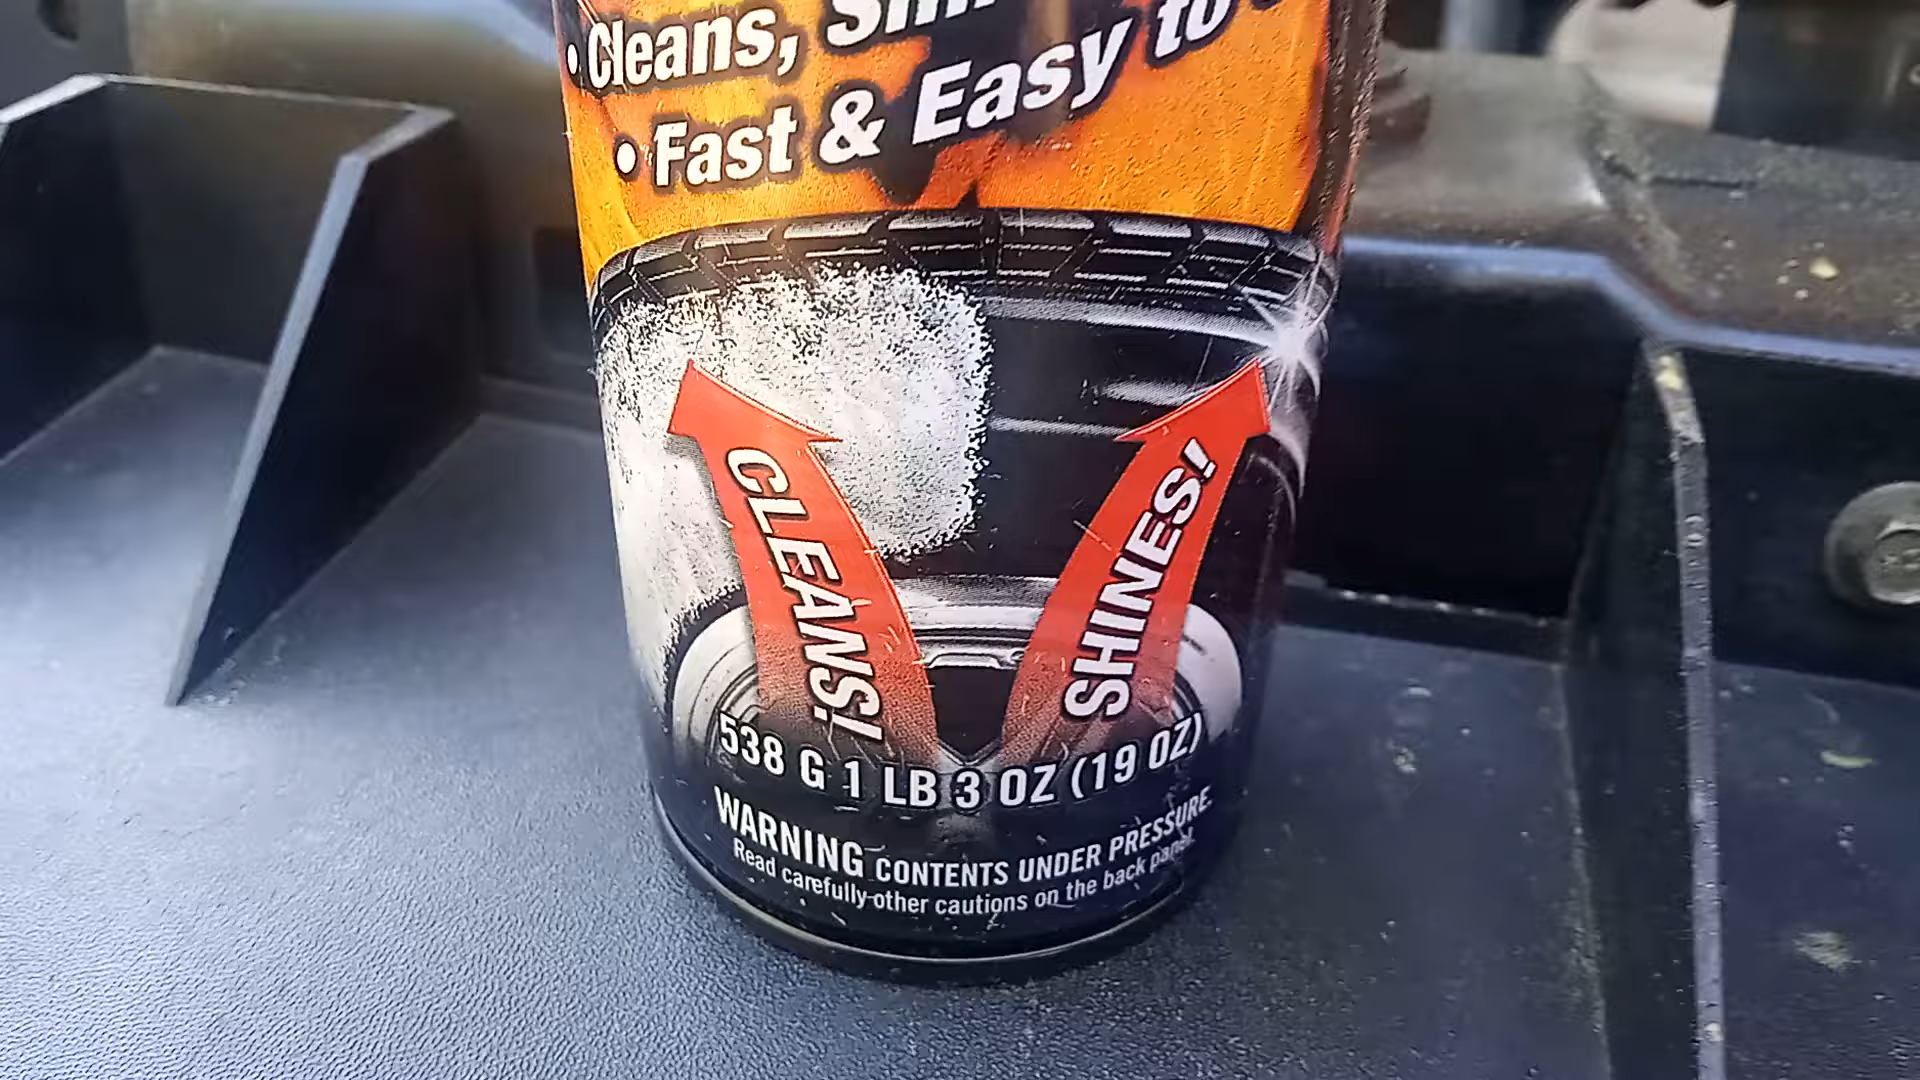 • Cleans,
• Fast & Easy to
CLEANS!
SHINES!
538 G 1 LB 3 OZ (19 OZ)
WARNING CONTENTS UNDER PRESSURE.
Read carefully other cautions on the back panel.